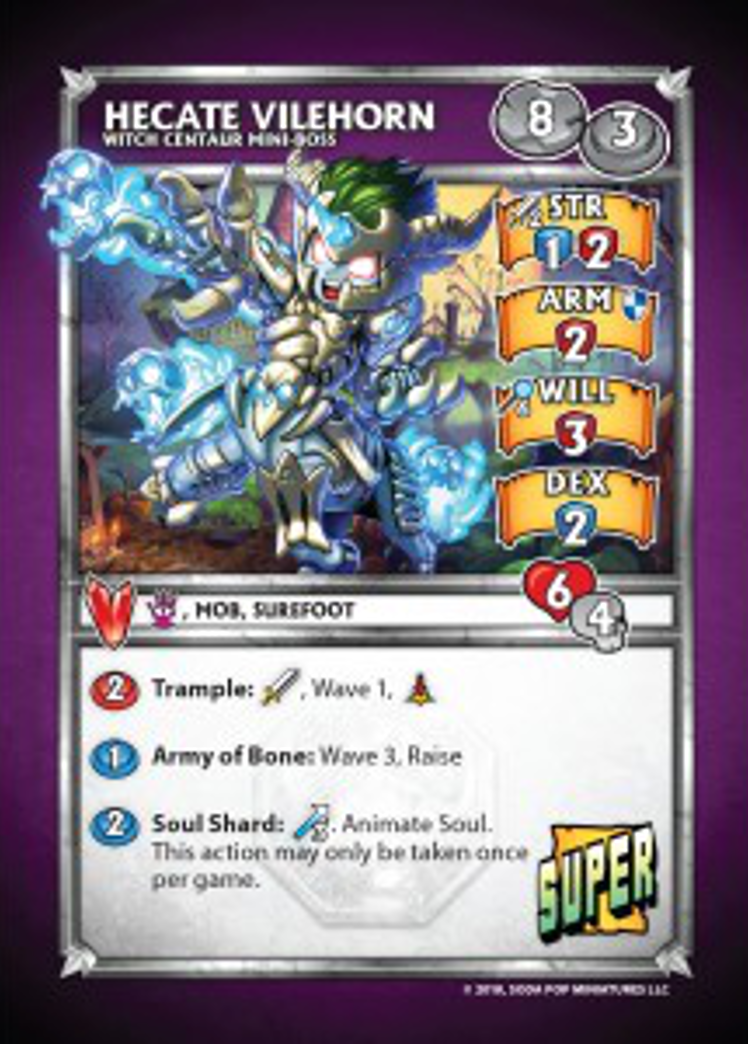 HECATE VILEHORN
WITCH CENTAUR MINI-BOSS
8
3
STR
1 2
ARM
2
WILL
3
DEX
2
6
4
, MOB, SUREFOOT
2 Trample: , Wave 1,
1 Army of Bone: Wave 3, Raise
2 Soul Shard: . Animate Soul.
This action may only be taken once
per game.
SUPER
© 2018, SODA POP MINIATURES LLC